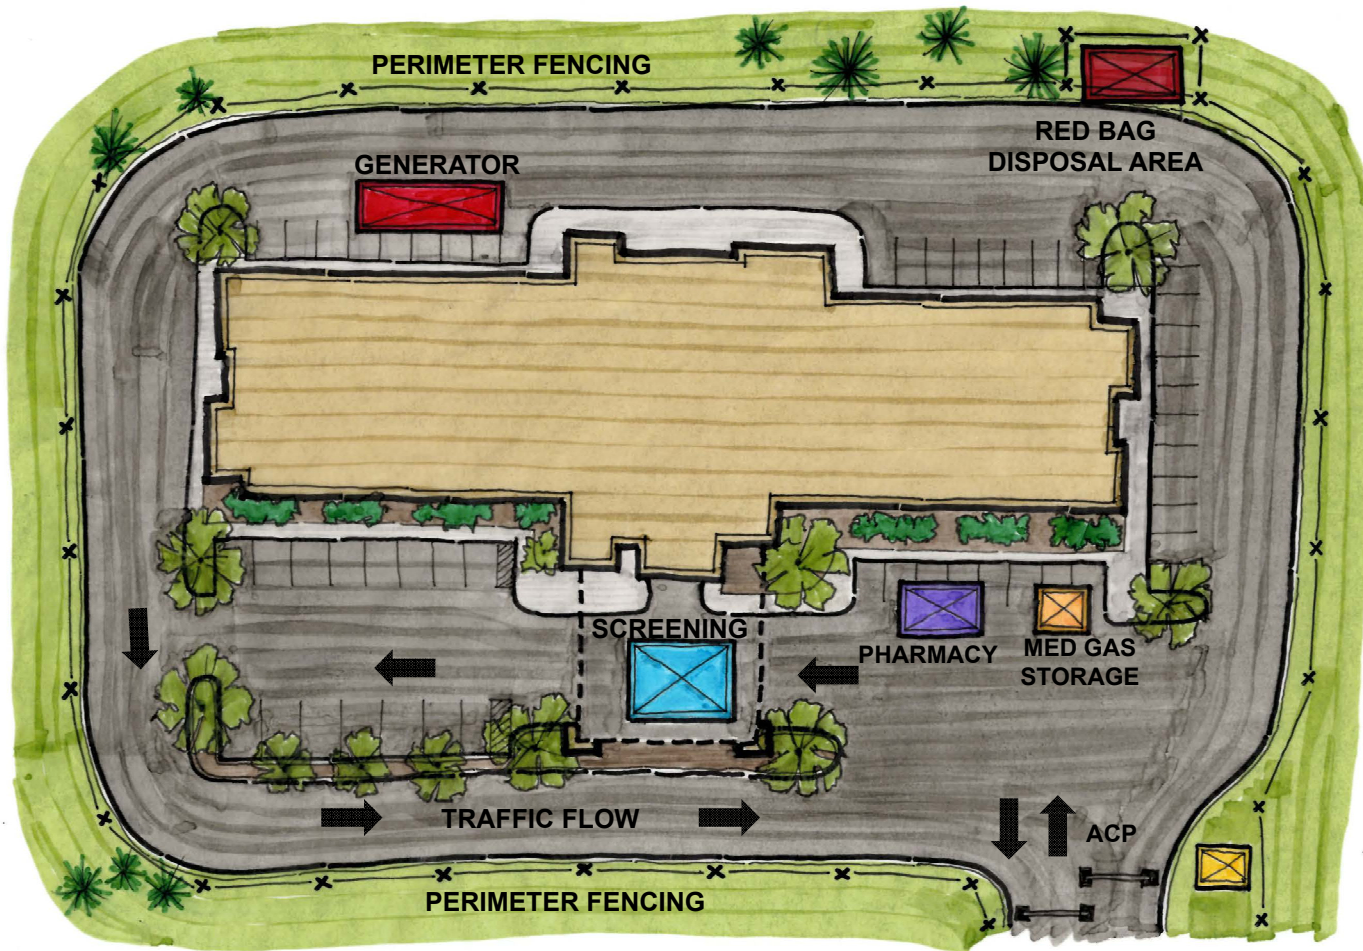 PERIMETER FENCING
RED BAG
DISPOSAL AREA
GENERATOR
SCREENING
PHARMACY
MED GAS
STORAGE
TRAFFIC FLOW
ACP
PERIMETER FENCING